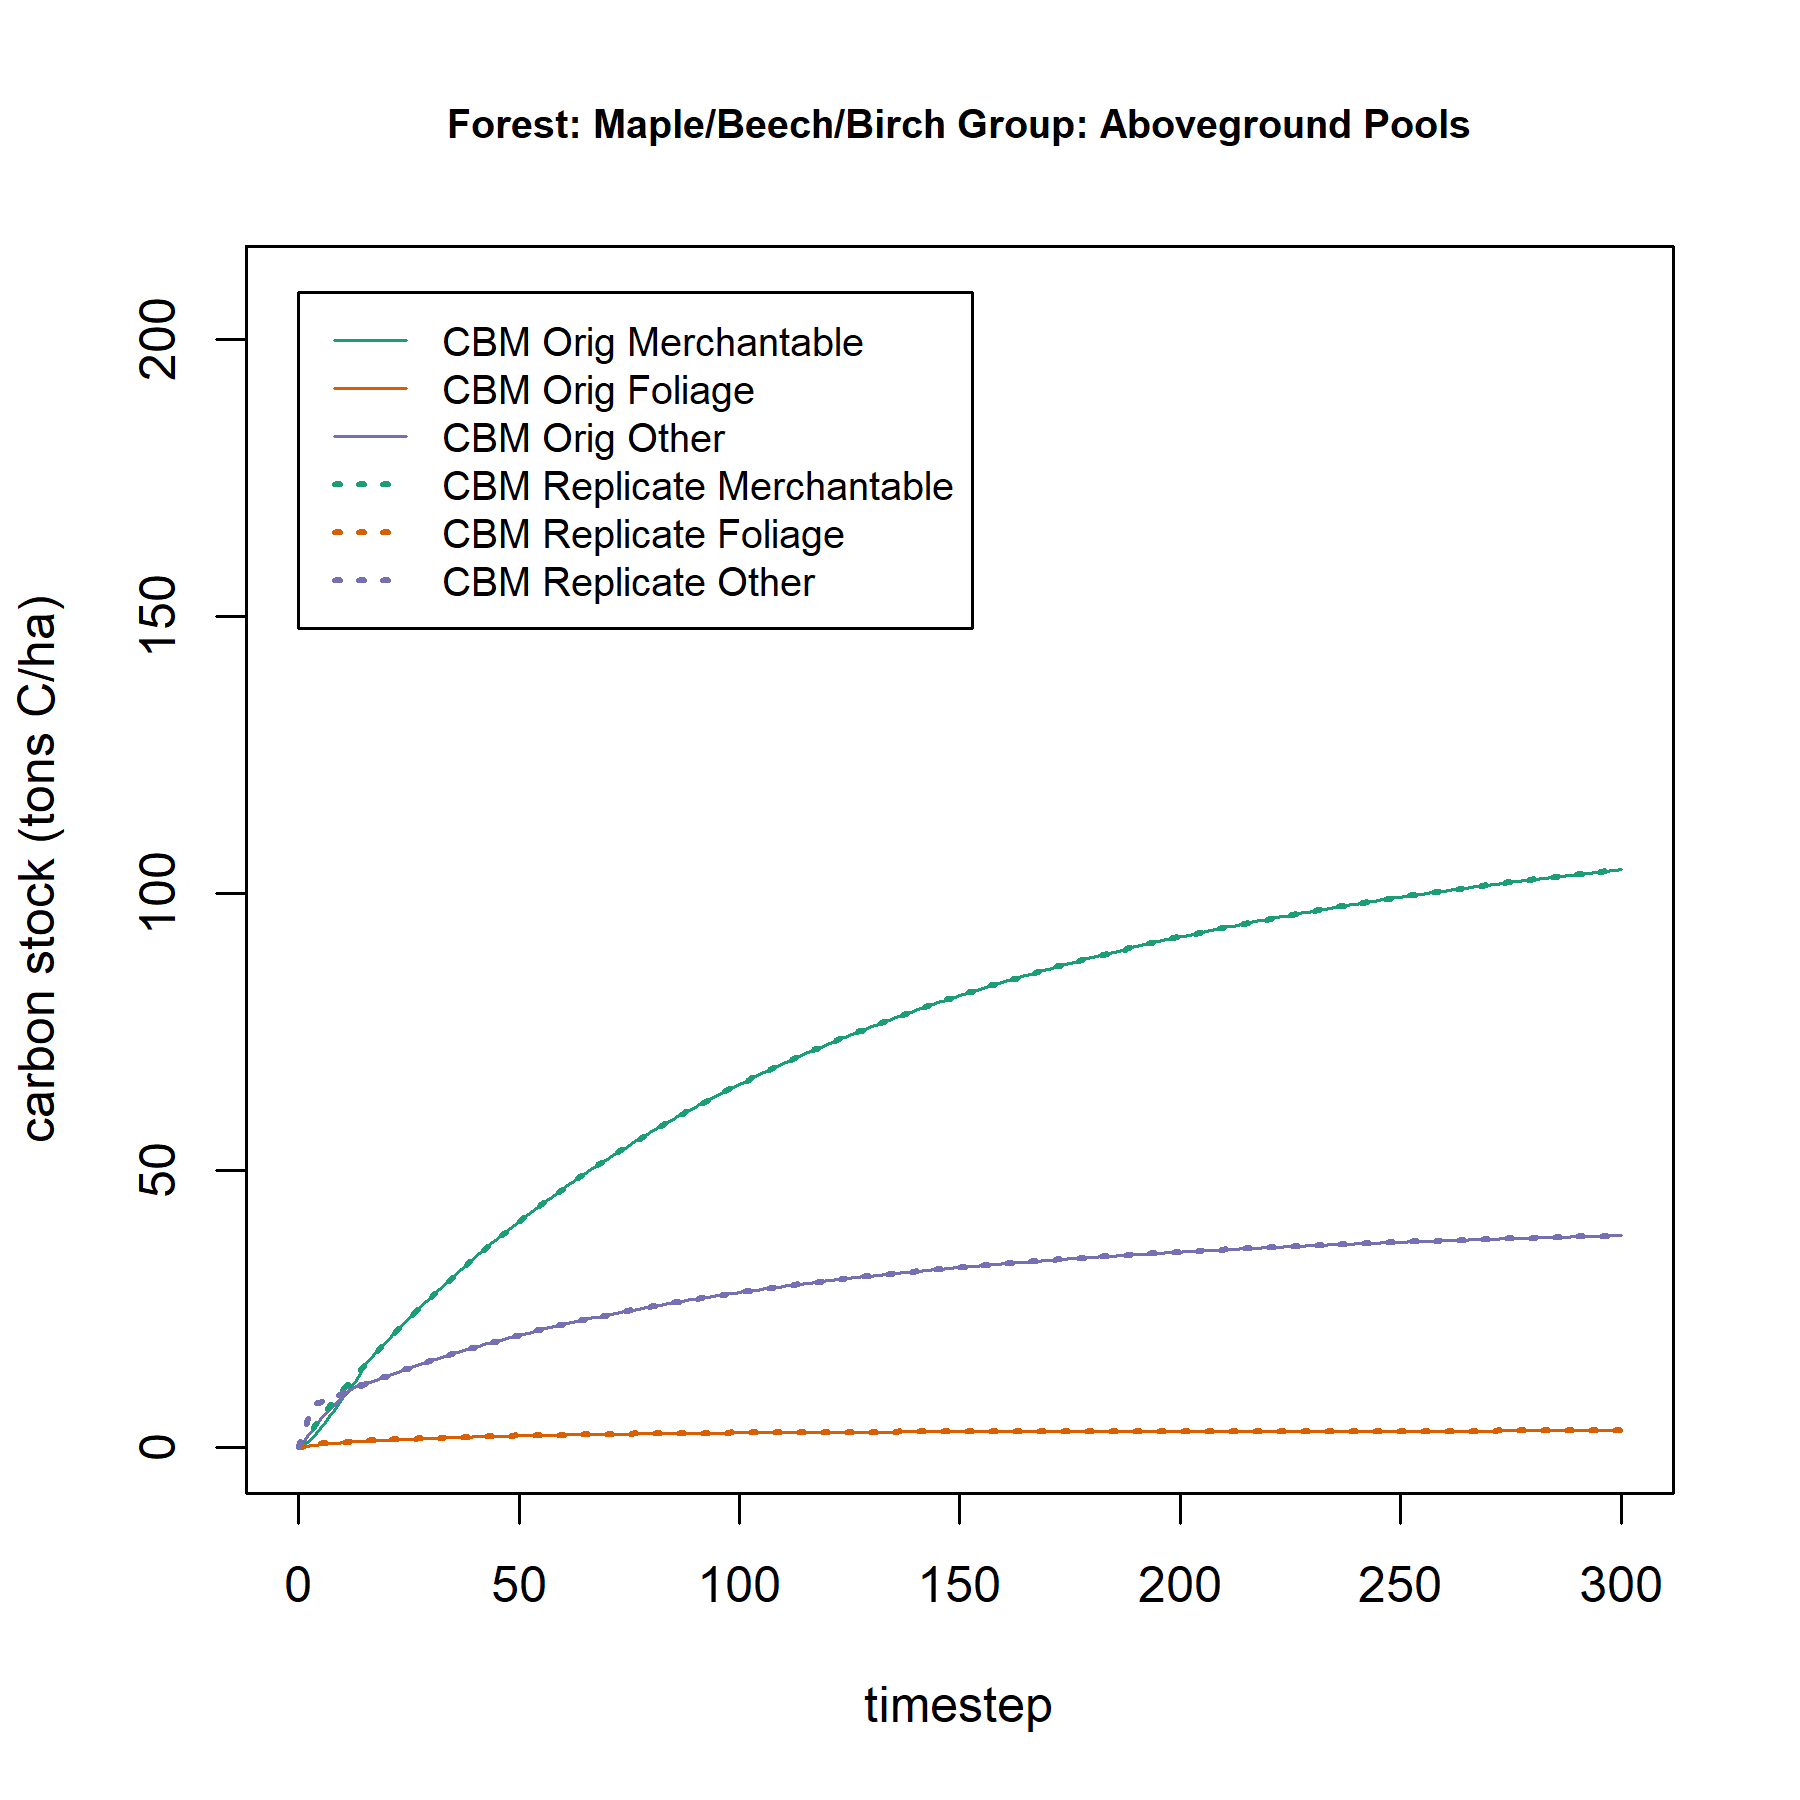 Forest: Maple/Beech/Birch Group: Aboveground Pools
CBM Orig Merchantable
CBM Orig Foliage
CBM Orig Other
CBM Replicate Merchantable
CBM Replicate Foliage
CBM Replicate Other
carbon stock (tons C/ha)
200
150
100
50
0
0 50 100 150 200 250 300
timestep